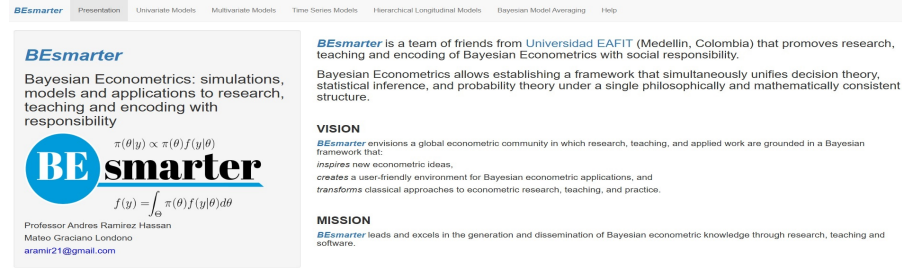 BEsmarter Presentation Univariate Models Multivariate Models Time Series Models Hierarchical Longitudinal Models Bayesian Model Averaging Help
BEsmarter
Bayesian Econometrics: simulations,
models and applications to research,
teaching and encoding with
responsibility
π(θ|y) ∝ π(θ)f(y|θ)
BE smarter
f(y) = ∫_Θ π(θ)f(y|θ)dθ
Professor Andres Ramirez Hassan
Mateo Graciano Londono
aramir21@gmail.com
BEsmarter is a team of friends from Universidad EAFIT (Medellin, Colombia) that promotes research,
teaching and encoding of Bayesian Econometrics with social responsibility.
Bayesian Econometrics allows establishing a framework that simultaneously unifies decision theory,
statistical inference, and probability theory under a single philosophically and mathematically consistent
structure.
VISION
BEsmarter envisions a global econometric community in which research, teaching, and applied work are grounded in a Bayesian
framework that:
inspires new econometric ideas,
creates a user-friendly environment for Bayesian econometric applications, and
transforms classical approaches to econometric research, teaching, and practice.
MISSION
BEsmarter leads and excels in the generation and dissemination of Bayesian econometric knowledge through research, teaching and
software.